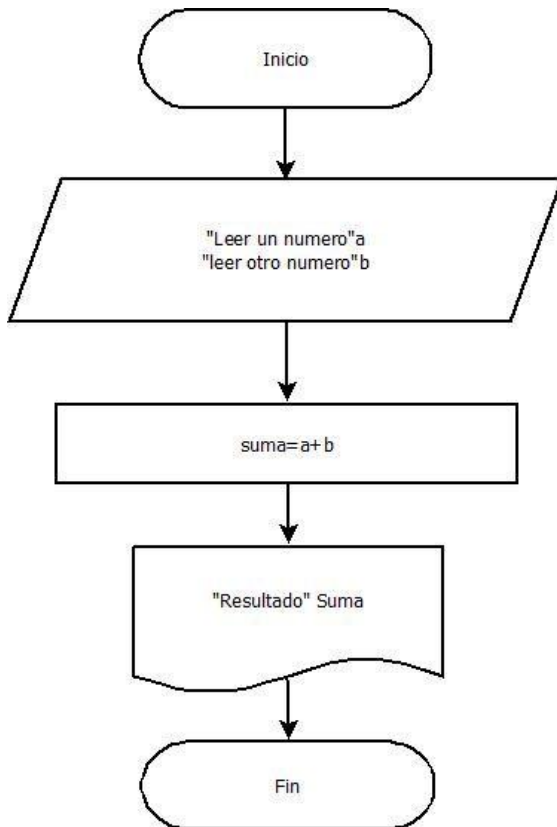 Inicio
"Leer un numero"a
"leer otro numero"b
suma=a+b
"Resultado" Suma
Fin